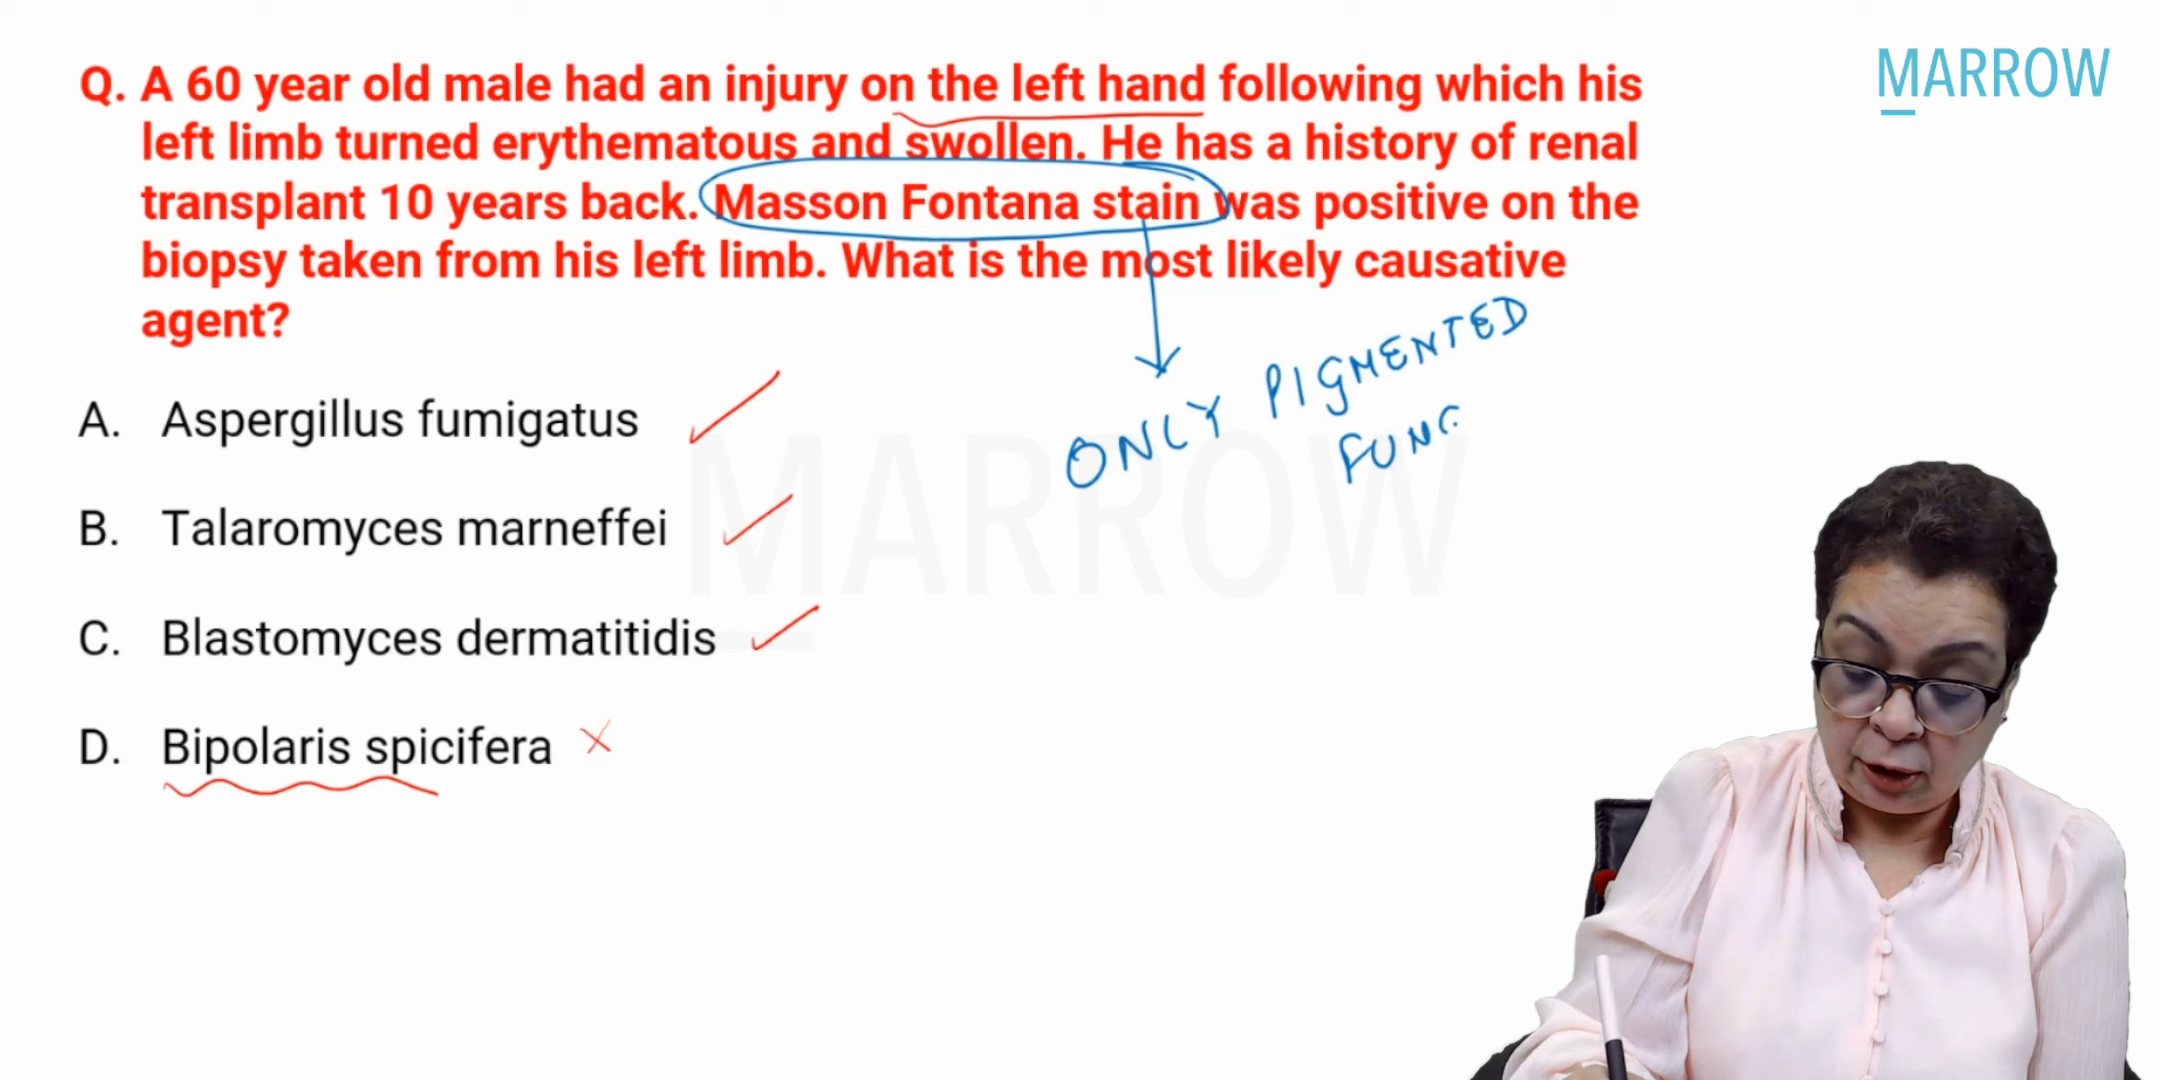 MARROW
Q. A 60 year old male had an injury on the left hand following which his
left limb turned erythematous and swollen. He has a history of renal
transplant 10 years back. Masson Fontana stain was positive on the
biopsy taken from his left limb. What is the most likely causative
agent?
ONLY PIGMENTED
FUNG
A. Aspergillus fumigatus
B. Talaromyces marneffei
C. Blastomyces dermatitidis
D. Bipolaris spicifera
MARROW